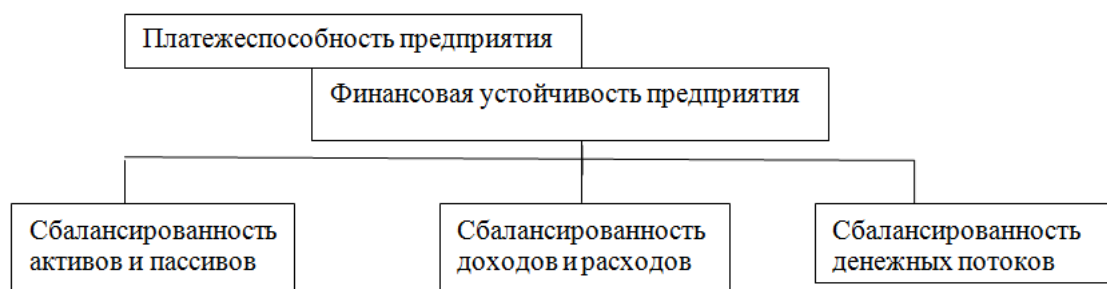 Платежеспособность предприятия
Финансовая устойчивость предприятия
Сбалансированность
активов и пассивов
Сбалансированность
доходов и расходов
Сбалансированность
денежных потоков